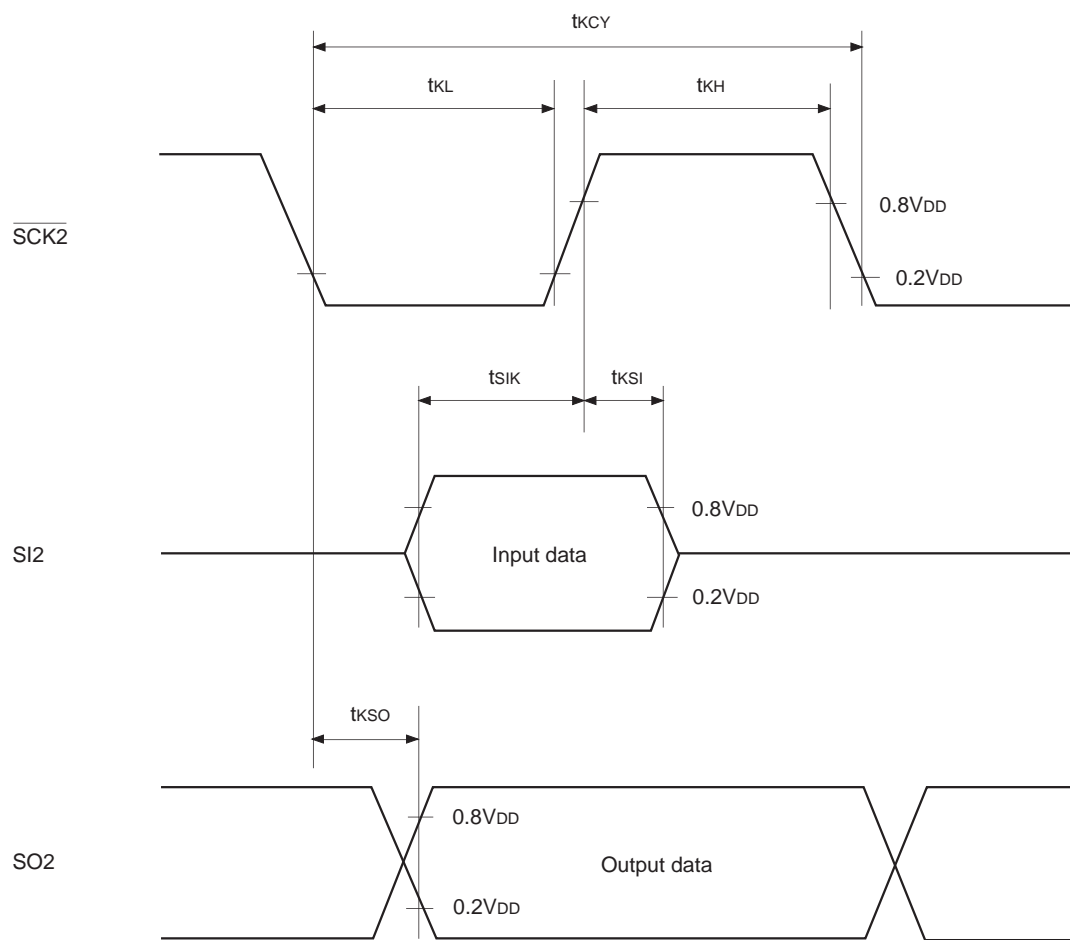 tKCY
tKL
tKH
SCK2
0.8VDD
0.2VDD
tSIK
tKSI
SI2
0.8VDD
Input data
0.2VDD
tKSO
SO2
0.8VDD
Output data
0.2VDD